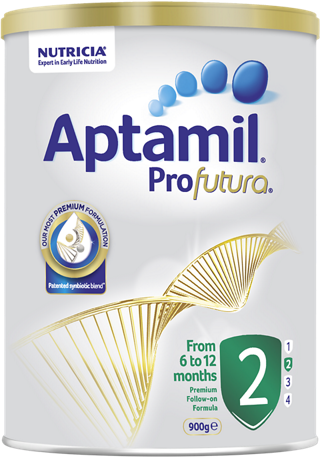 NUTRICIA
Expert in Early Life Nutrition
Aptamil®
Profutura®
OUR MOST PREMIUM FORMULATION
Patented synbiotic blend^
From
6 to 12
months
Premium
Follow-on
Formula
900g℮
2
1
2
3
4